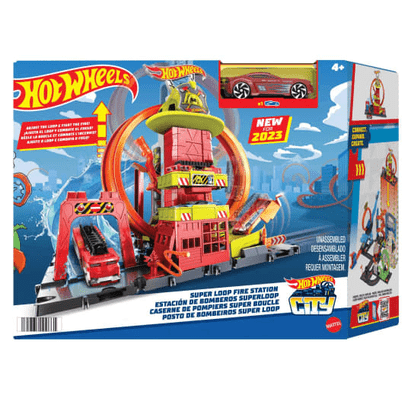 HOT WHEELS
HOT WHEELS
4+
x1
NEW
FOR
2023
CONNECT.
EXPAND.
CREATE.
UNASSEMBLED
DESENSAMBLADO
À ASSEMBLER
REQUER MONTAGEM.
SUPER LOOP FIRE STATION
ESTACIÓN DE BOMBEROS SUPERLOOP
CASERNE DE POMPIERS SUPER BOUCLE
POSTO DE BOMBEIROS SUPER LOOP
HOT WHEELS
CITY
MATTEL